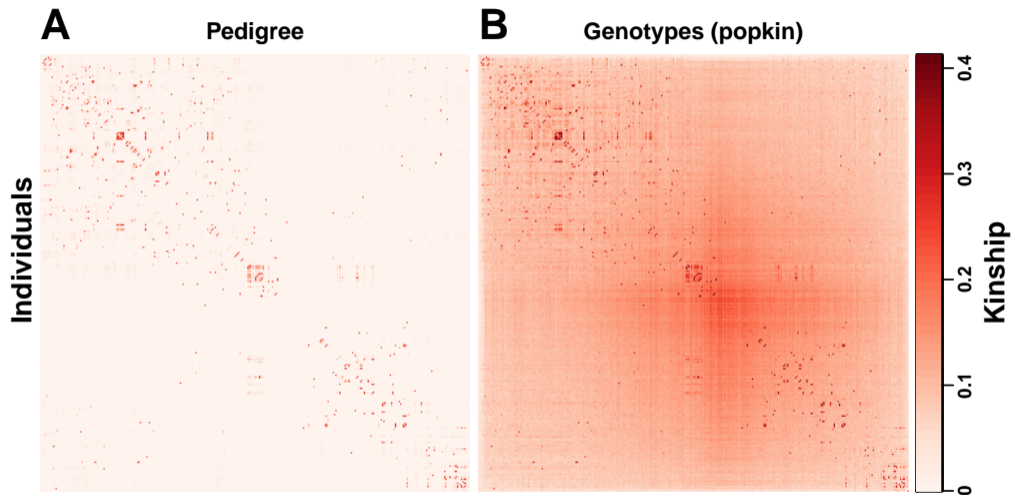 A
Pedigree
B
Genotypes (popkin)
Individuals
0.4
0.3
0.2
0.1
0
Kinship